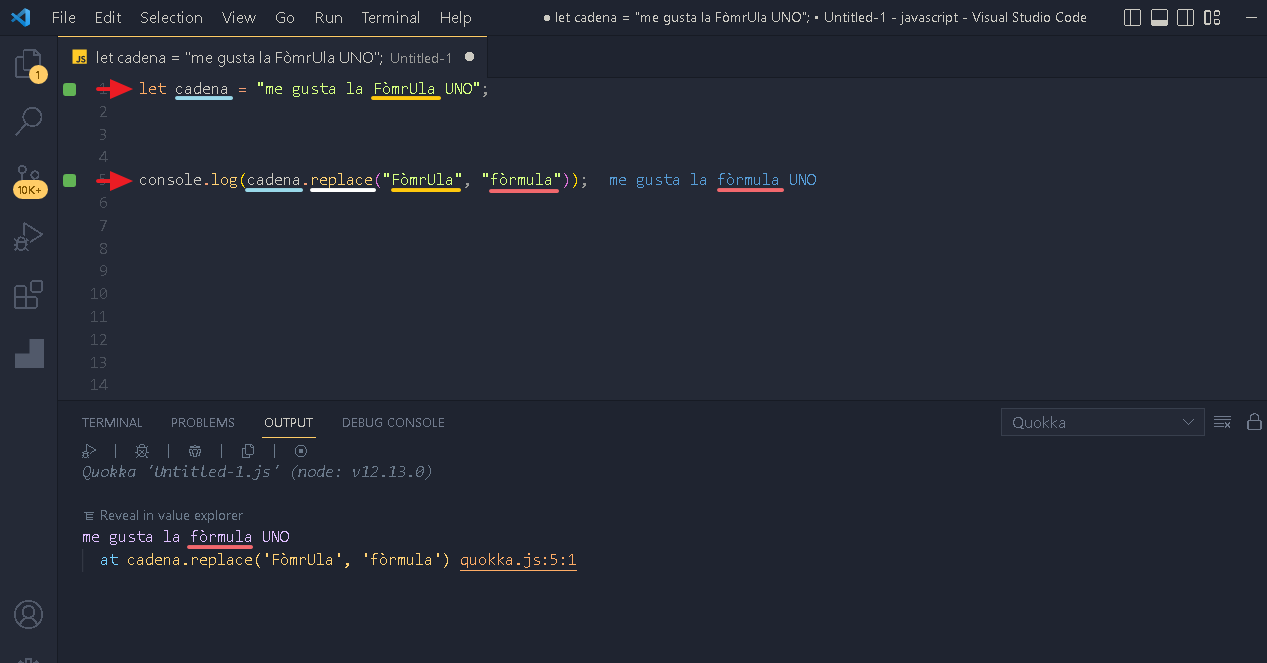 File Edit Selection View Go Run Terminal Help ● let cadena = "me gusta la FòmrUla UNO"; • Untitled-1 - javascript - Visual Studio Code
JS let cadena = "me gusta la FòmrUla UNO"; Untitled-1 ●
1 let cadena = "me gusta la FòmrUla UNO";
1
2
3
4
5 console.log(cadena.replace("FòmrUla", "fòrmula")); me gusta la fòrmula UNO
10K+
6
7
8
9
10
11
12
13
14
TERMINAL PROBLEMS OUTPUT DEBUG CONSOLE Quokka
Quokka 'Untitled-1.js' (node: v12.13.0)
Reveal in value explorer
me gusta la fòrmula UNO
at cadena.replace('FòmrUla', 'fòrmula') quokka.js:5:1